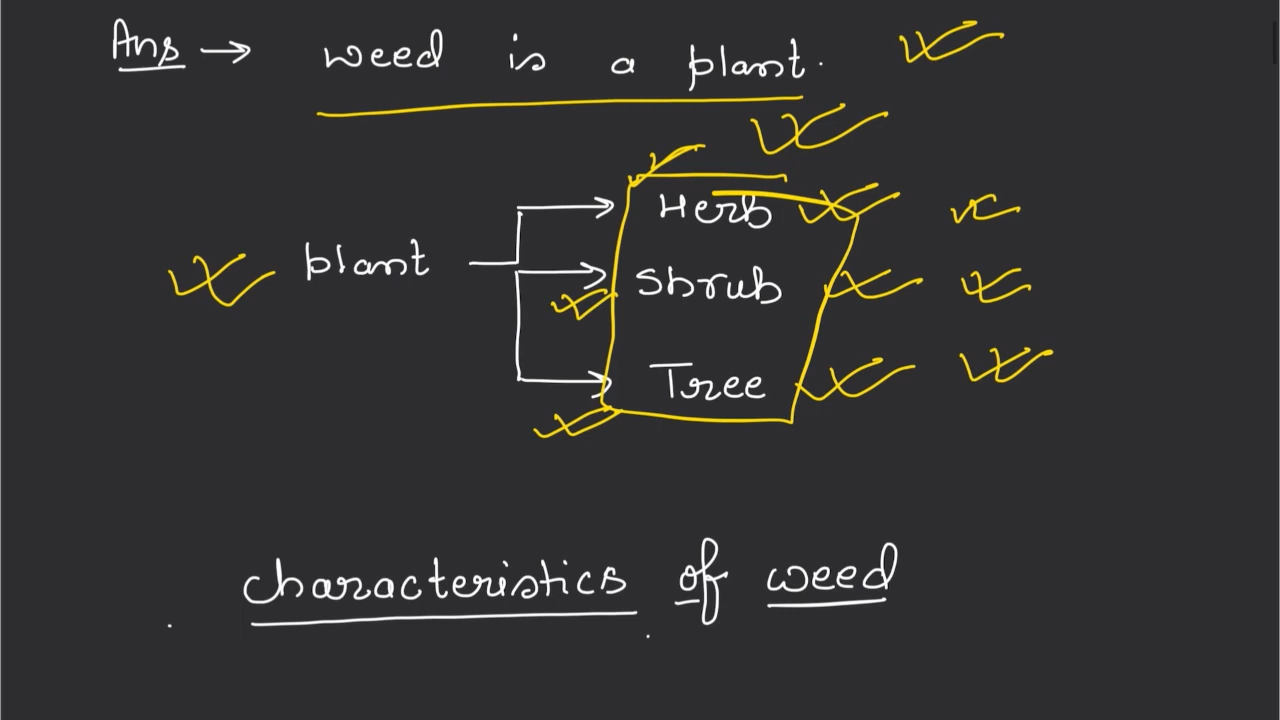 Ans → weed is a plant.
Herb
plant
Shrub
Tree
characteristics of weed